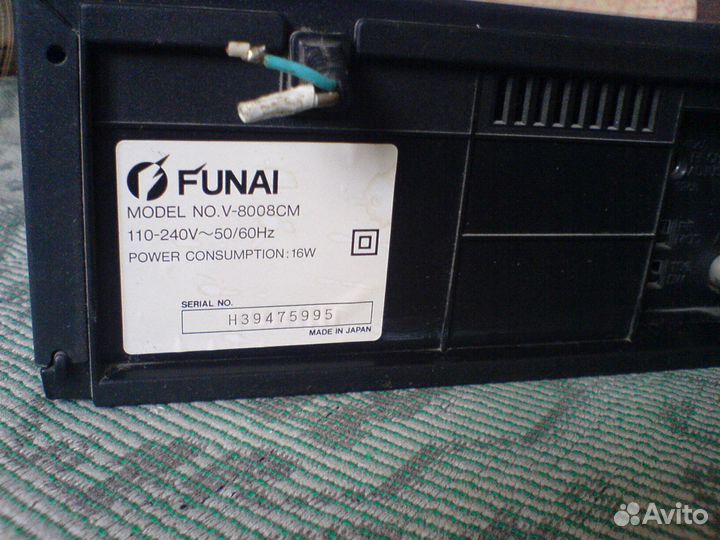 FUNAI
MODEL NO.V-8008CM
110-240V~50/60Hz
POWER CONSUMPTION:16W
SERIAL NO.
H39475995
MADE IN JAPAN
Avito